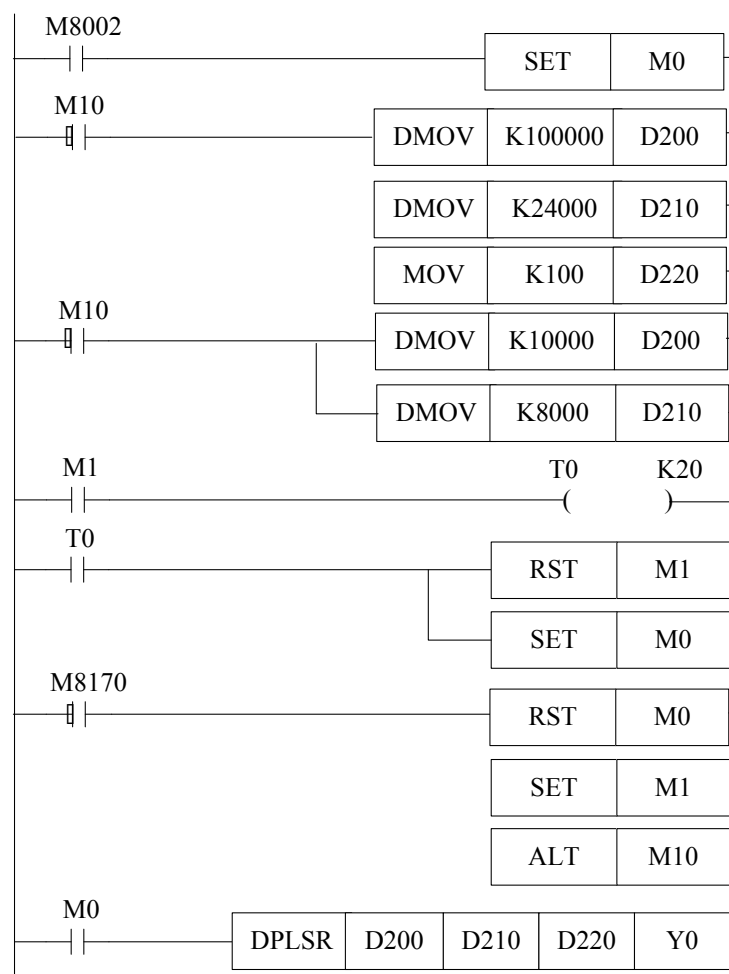 M8002
SET M0
M10
DMOV K100000 D200
DMOV K24000 D210
MOV K100 D220
M10
DMOV K10000 D200
DMOV K8000 D210
M1 T0 K20
T0
RST M1
SET M0
M8170
RST M0
SET M1
ALT M10
M0
DPLSR D200 D210 D220 Y0